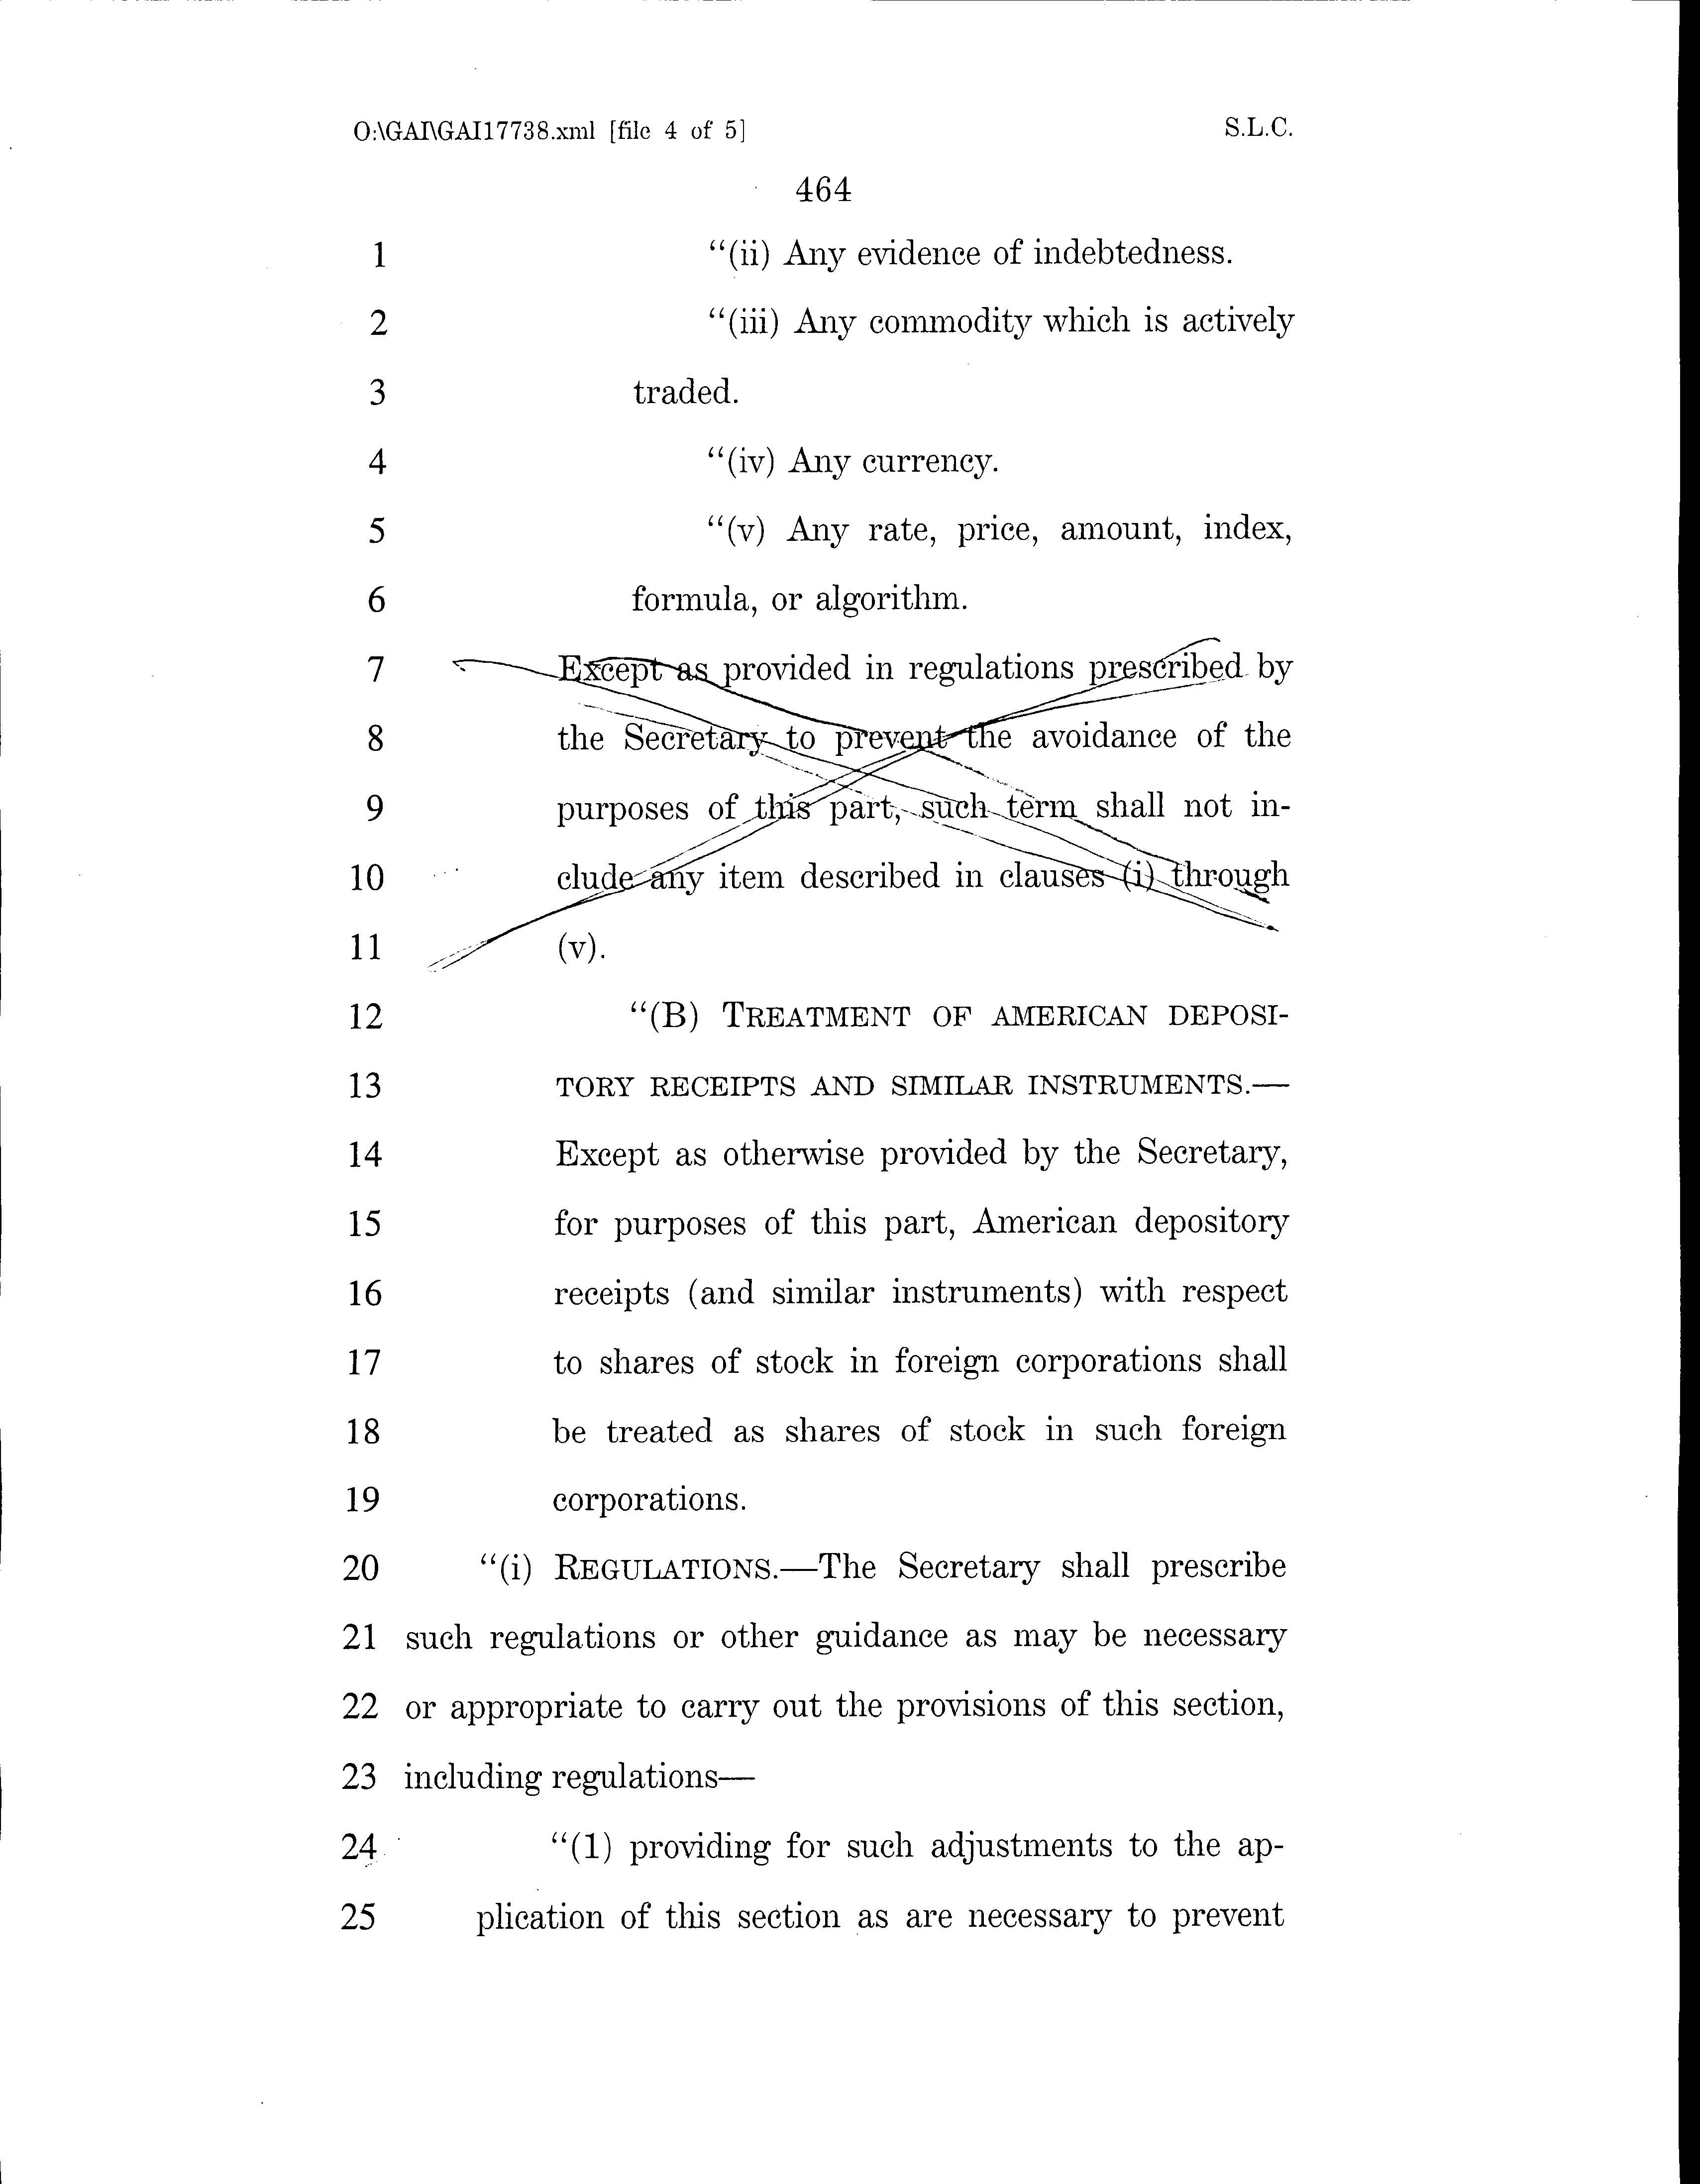 O:\GAI\GAI17738.xml [file 4 of 5] S.L.C.
464
1 “(ii) Any evidence of indebtedness.
2 “(iii) Any commodity which is actively
3 traded.
4 “(iv) Any currency.
5 “(v) Any rate, price, amount, index,
6 formula, or algorithm.
7 Except as provided in regulations prescribed by
8 the Secretary to prevent the avoidance of the
9 purposes of this part, such term shall not in-
10 clude any item described in clauses (i) through
11 (v).
12 “(B) TREATMENT OF AMERICAN DEPOSI-
13 TORY RECEIPTS AND SIMILAR INSTRUMENTS.—
14 Except as otherwise provided by the Secretary,
15 for purposes of this part, American depository
16 receipts (and similar instruments) with respect
17 to shares of stock in foreign corporations shall
18 be treated as shares of stock in such foreign
19 corporations.
20 “(i) REGULATIONS.—The Secretary shall prescribe
21 such regulations or other guidance as may be necessary
22 or appropriate to carry out the provisions of this section,
23 including regulations—
24 “(1) providing for such adjustments to the ap-
25 plication of this section as are necessary to prevent